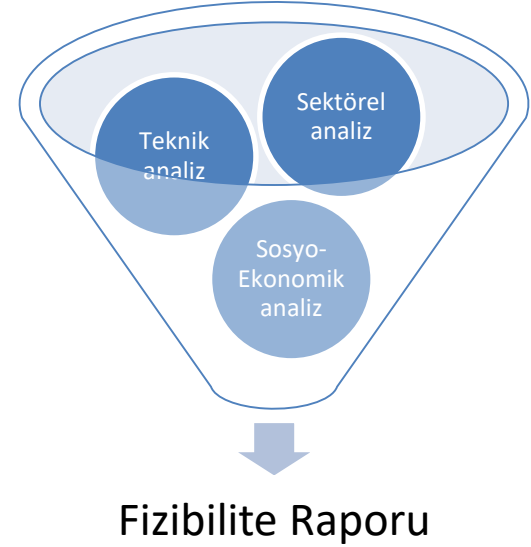 Sektörel
analiz
Teknik
analiz
Sosyo-
Ekonomik
analiz
Fizibilite Raporu